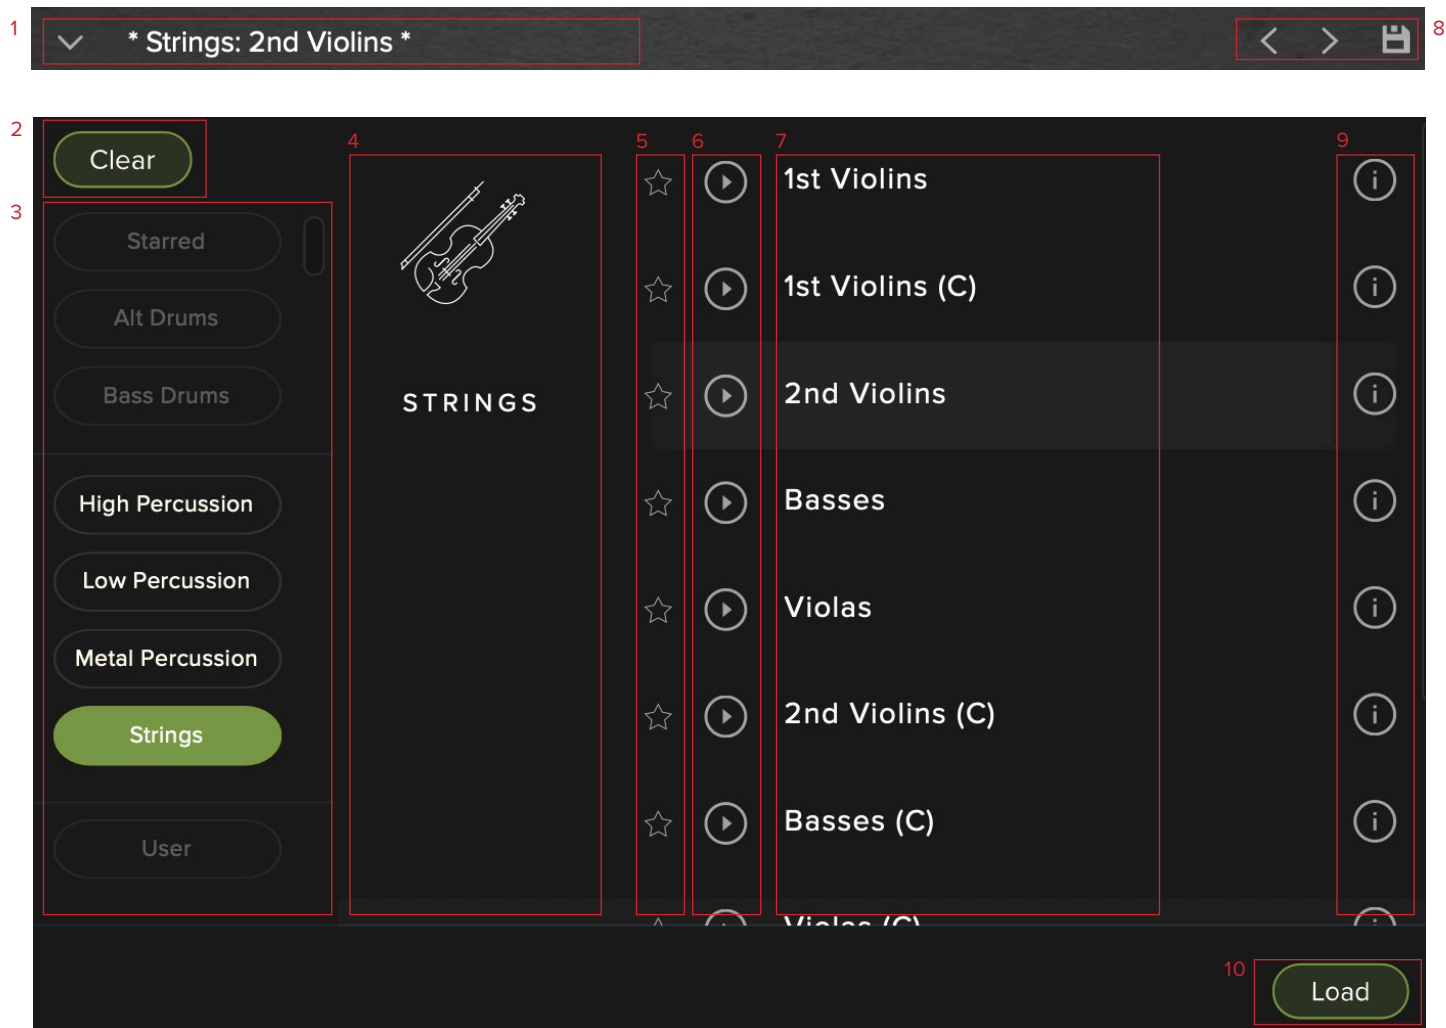 1
* Strings: 2nd Violins *
8
2
Clear
3
Starred
Alt Drums
Bass Drums
High Percussion
Low Percussion
Metal Percussion
Strings
User
4
STRINGS
5
6
7
9
1st Violins
i
1st Violins (C)
i
2nd Violins
i
Basses
i
Violas
i
2nd Violins (C)
i
Basses (C)
i
Violas (C)
10
Load